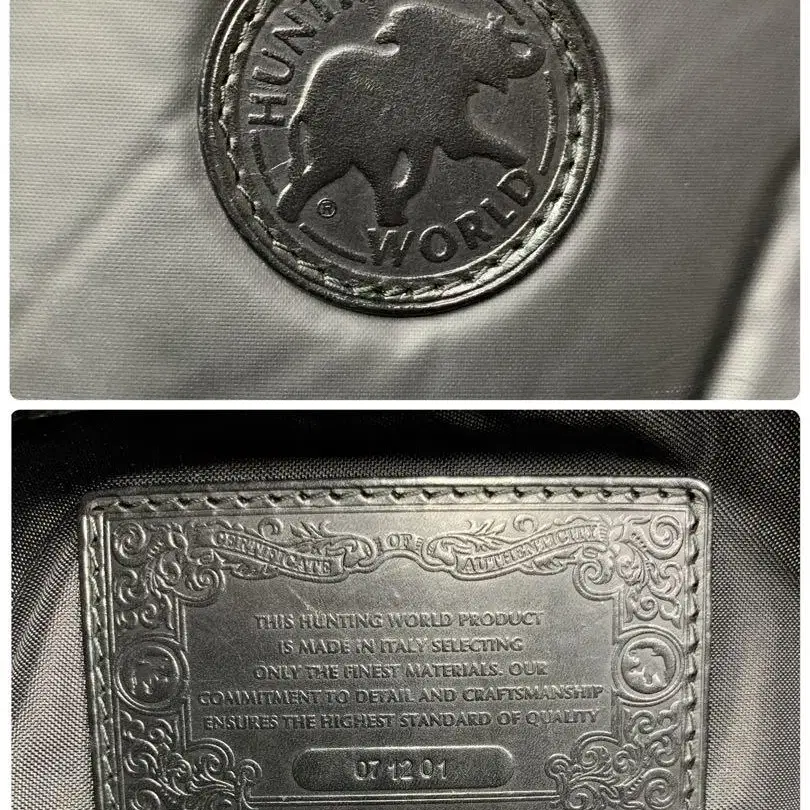 HUNTI
WORLD
®
CERTIFICATE OF AUTHENTICITY
THIS HUNTING WORLD PRODUCT
IS MADE IN ITALY SELECTING
ONLY THE FINEST MATERIALS. OUR
COMMITMENT TO DETAIL AND CRAFTSMANSHIP
ENSURES THE HIGHEST STANDARD OF QUALITY
07 12 01